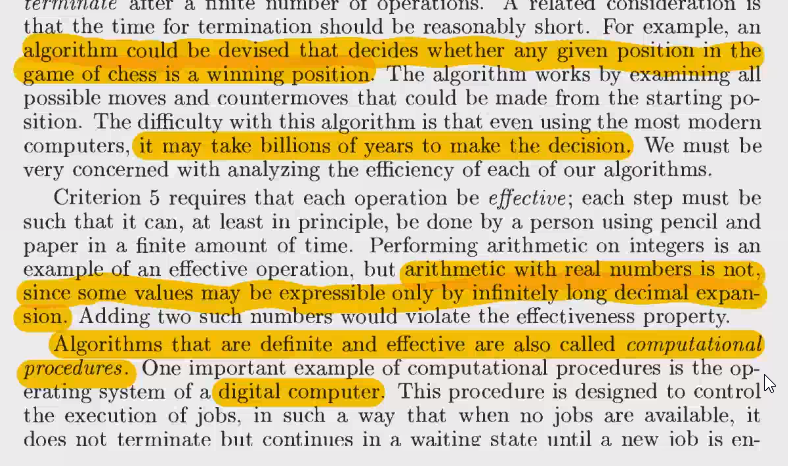 terminate after a finite number of operations. A related consideration is
that the time for termination should be reasonably short. For example, an
algorithm could be devised that decides whether any given position in the
game of chess is a winning position. The algorithm works by examining all
possible moves and countermoves that could be made from the starting po-
sition. The difficulty with this algorithm is that even using the most modern
computers, it may take billions of years to make the decision. We must be
very concerned with analyzing the efficiency of each of our algorithms.
Criterion 5 requires that each operation be effective; each step must be
such that it can, at least in principle, be done by a person using pencil and
paper in a finite amount of time. Performing arithmetic on integers is an
example of an effective operation, but arithmetic with real numbers is not,
since some values may be expressible only by infinitely long decimal expan-
sion. Adding two such numbers would violate the effectiveness property.
Algorithms that are definite and effective are also called computational
procedures. One important example of computational procedures is the op-
erating system of a digital computer. This procedure is designed to control
the execution of jobs, in such a way that when no jobs are available, it
does not terminate but continues in a waiting state until a new job is en-